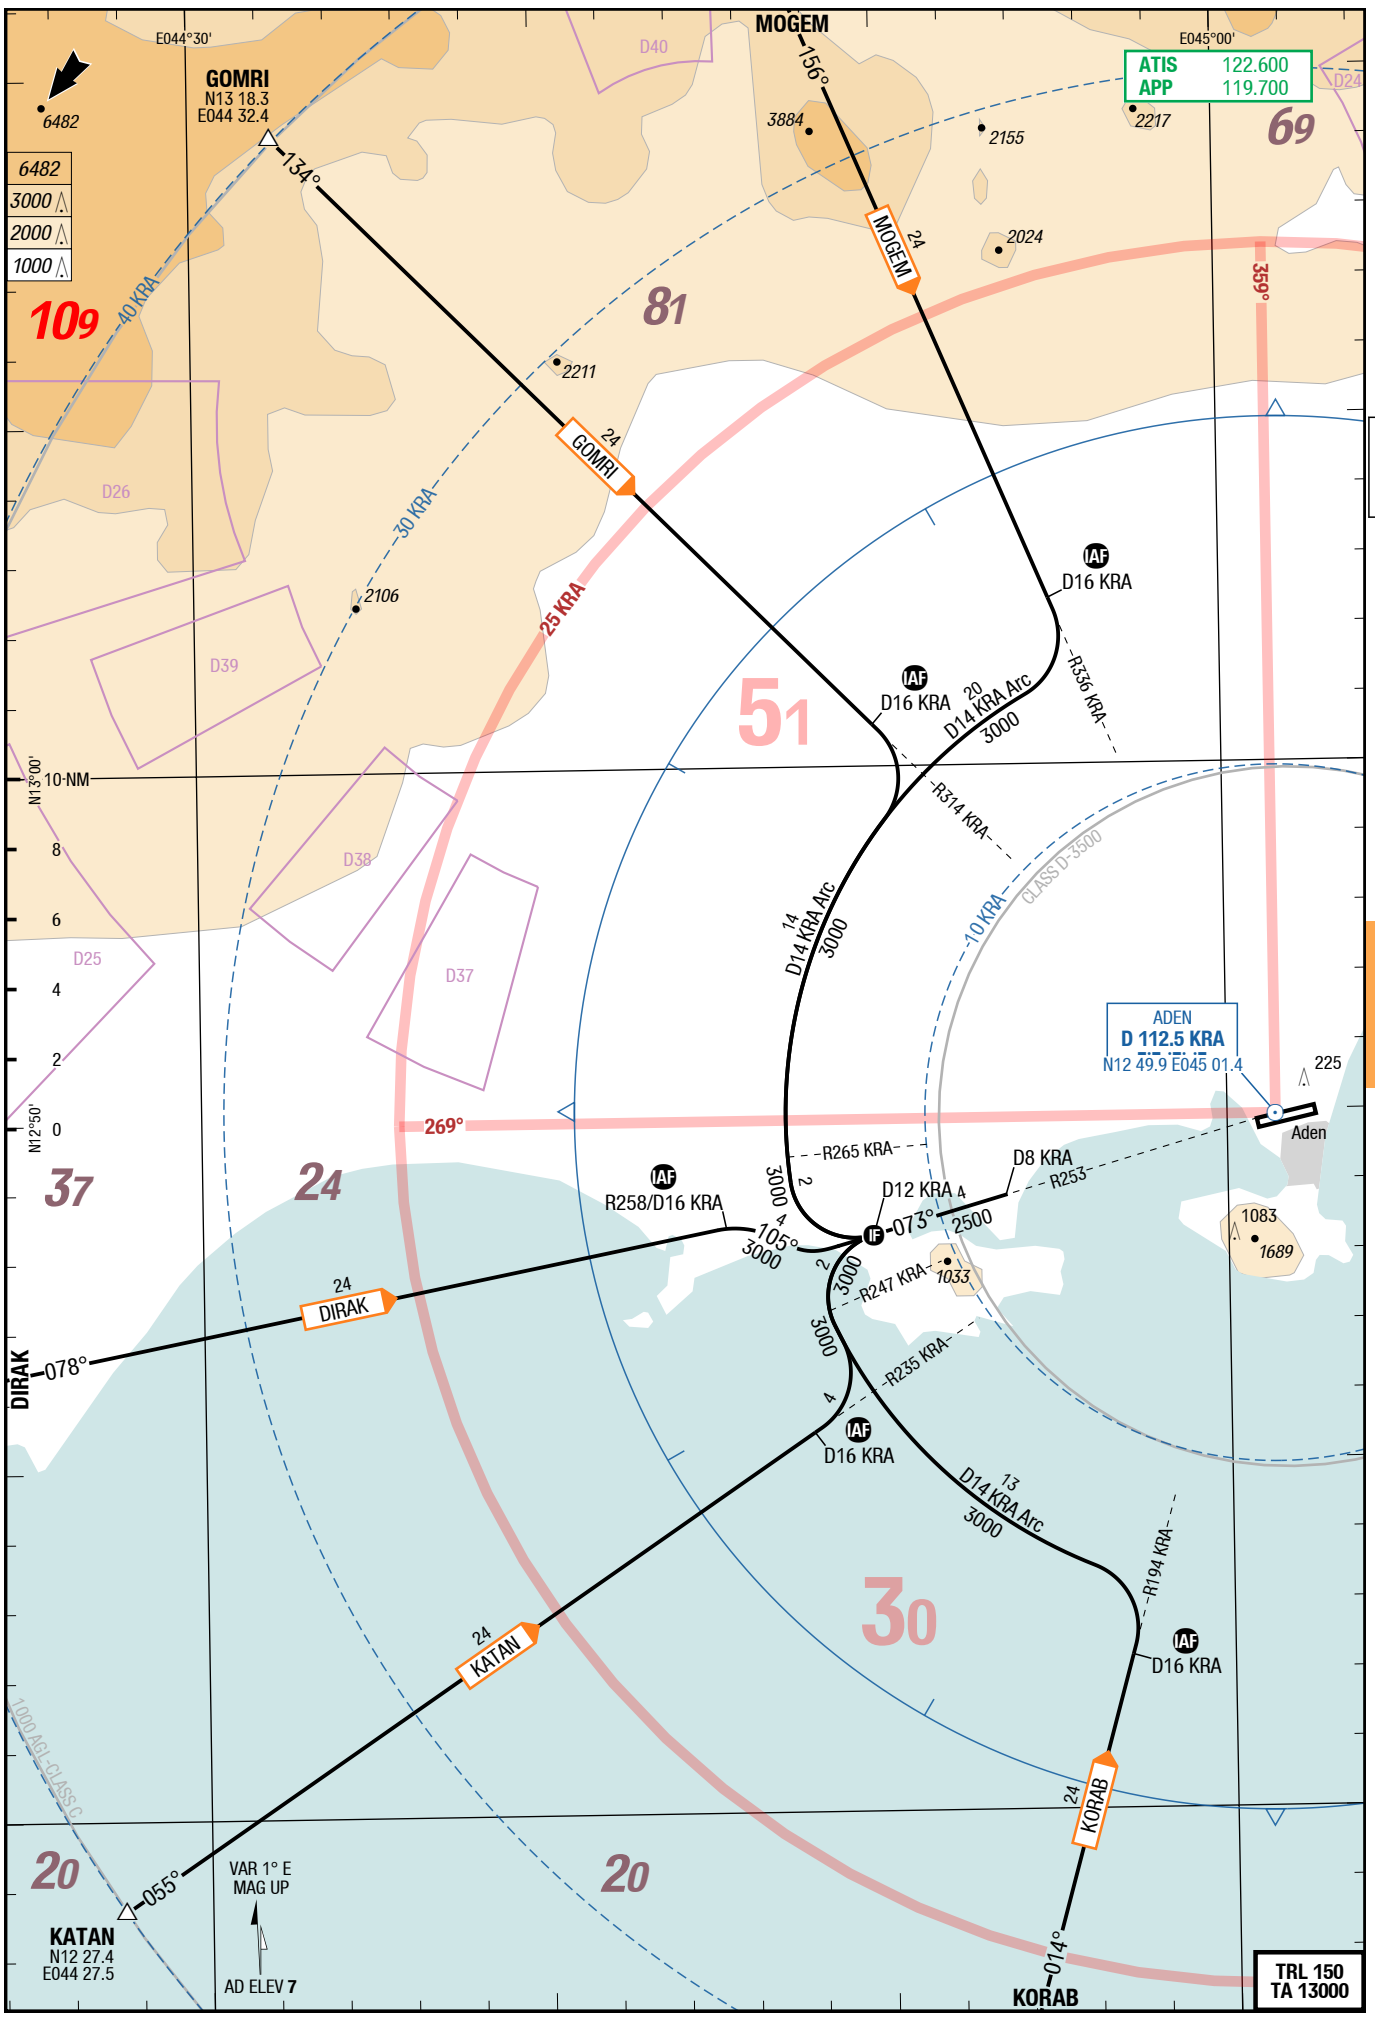 MOGEM
E044°30'
D40
E045°00'
156°
ATIS 122.600
APP 119.700
D24
GOMRI
N13 18.3
E044 32.4
6482
3884
2155
2217
69
134°
6482
3000
2000
1000
MOGEM
24
2024
359°
40 KRA
109
81
2211
24
GOMRI
D26
30 KRA
IAF
D16 KRA
2106
25 KRA
D39
IAF
D16 KRA
51
20
D14 KRA Arc
3000
R336 KRA
N13°00'
10 NM
R314 KRA
8
D38
CLASS D-3500
6
14
D14 KRA Arc
3000
10 KRA
D25
D37
4
ADEN
D 112.5 KRA
N12 49.9 E045 01.4
2
225
N12°50'
0
269°
Aden
R265 KRA
D8 KRA
R253
37
24
IAF
R258/D16 KRA
3000
2
D12 KRA
4
073°
2500
IF
4
105°
3000
1083
1689
2
3000
R247 KRA
1033
24
DIRAK
3000
R235 KRA
DIRAK
078°
4
IAF
D16 KRA
13
D14 KRA Arc
3000
R194 KRA
30
24
KATAN
IAF
D16 KRA
1000 AGL-CLASS C
24
KORAB
20
055°
VAR 1° E
MAG UP
20
KATAN
N12 27.4
E044 27.5
AD ELEV 7
014°
KORAB
TRL 150
TA 13000